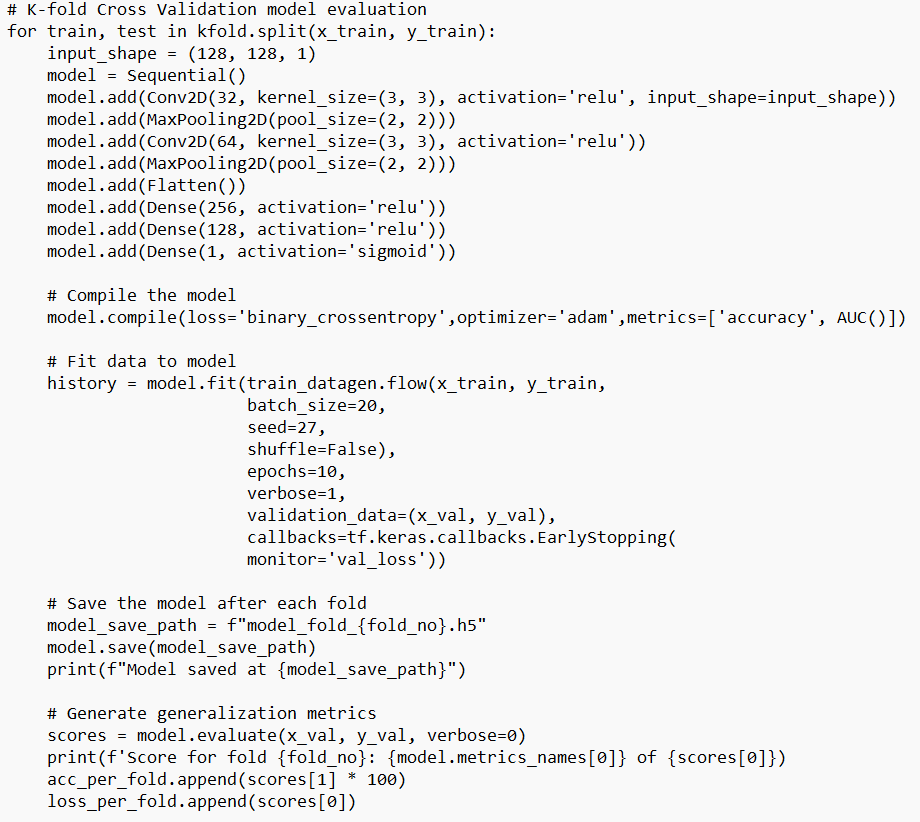 # K-fold Cross Validation model evaluation
for train, test in kfold.split(x_train, y_train):
    input_shape = (128, 128, 1)
    model = Sequential()
    model.add(Conv2D(32, kernel_size=(3, 3), activation='relu', input_shape=input_shape))
    model.add(MaxPooling2D(pool_size=(2, 2)))
    model.add(Conv2D(64, kernel_size=(3, 3), activation='relu'))
    model.add(MaxPooling2D(pool_size=(2, 2)))
    model.add(Flatten())
    model.add(Dense(256, activation='relu'))
    model.add(Dense(128, activation='relu'))
    model.add(Dense(1, activation='sigmoid'))

    # Compile the model
    model.compile(loss='binary_crossentropy',optimizer='adam',metrics=['accuracy', AUC()])

    # Fit data to model
    history = model.fit(train_datagen.flow(x_train, y_train,
                        batch_size=20,
                        seed=27,
                        shuffle=False),
                        epochs=10,
                        verbose=1,
                        validation_data=(x_val, y_val),
                        callbacks=tf.keras.callbacks.EarlyStopping(
                        monitor='val_loss'))

    # Save the model after each fold
    model_save_path = f"model_fold_{fold_no}.h5"
    model.save(model_save_path)
    print(f"Model saved at {model_save_path}")

    # Generate generalization metrics
    scores = model.evaluate(x_val, y_val, verbose=0)
    print(f'Score for fold {fold_no}: {model.metrics_names[0]} of {scores[0]})
    acc_per_fold.append(scores[1] * 100)
    loss_per_fold.append(scores[0])